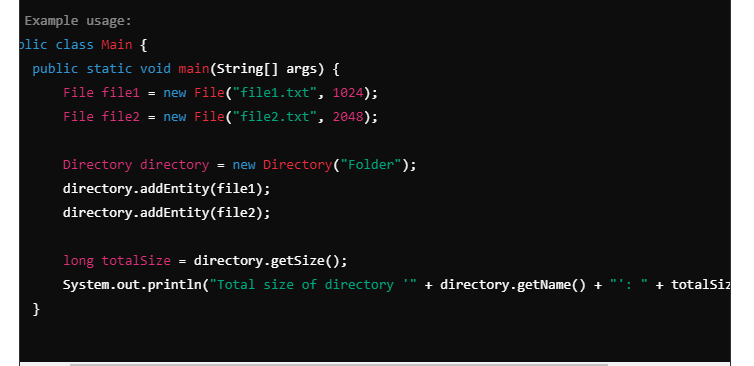 Example usage:
blic class Main {
public static void main(String[] args) {
File file1 = new File("file1.txt", 1024);
File file2 = new File("file2.txt", 2048);
Directory directory = new Directory("Folder");
directory.addEntity(file1);
directory.addEntity(file2);
long totalSize = directory.getSize();
System.out.println("Total size of directory '" + directory.getName() + "': " + totalSiz
}